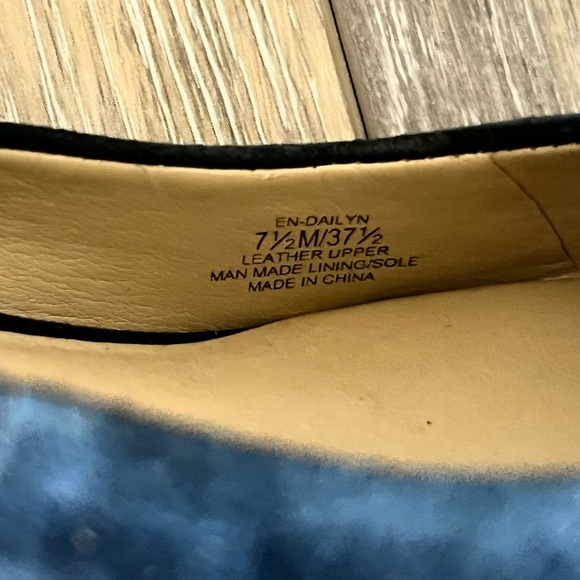 EN-DAILYN
7½M/37½
LEATHER UPPER
MAN MADE LINING/SOLE
MADE IN CHINA